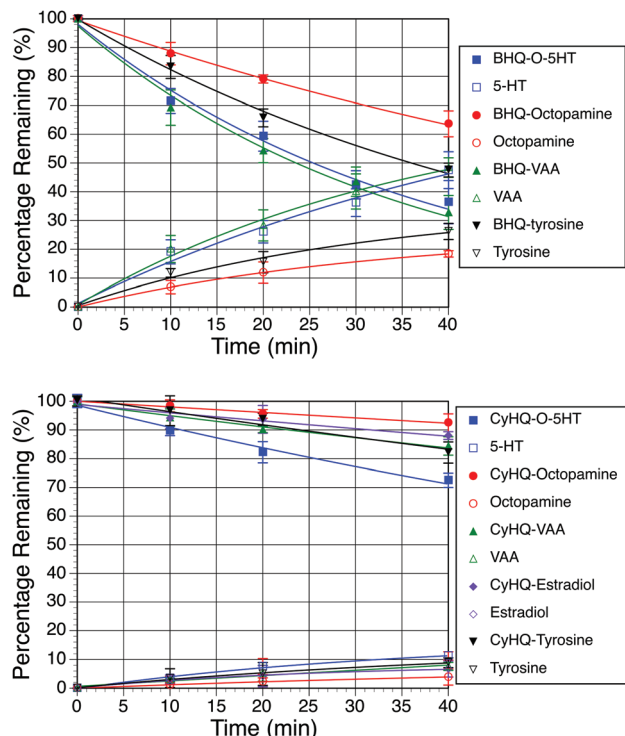 Percentage Remaining (%)
100
90
80
70
60
50
40
30
20
10
0
0 5 10 15 20 25 30 35 40
Time (min)
BHQ-O-5HT
5-HT
BHQ-Octopamine
Octopamine
BHQ-VAA
VAA
BHQ-tyrosine
Tyrosine
Percentage Remaining (%)
100
90
80
70
60
50
40
30
20
10
0
0 5 10 15 20 25 30 35 40
Time (min)
CyHQ-O-5HT
5-HT
CyHQ-Octopamine
Octopamine
CyHQ-VAA
VAA
CyHQ-Estradiol
Estradiol
CyHQ-Tyrosine
Tyrosine